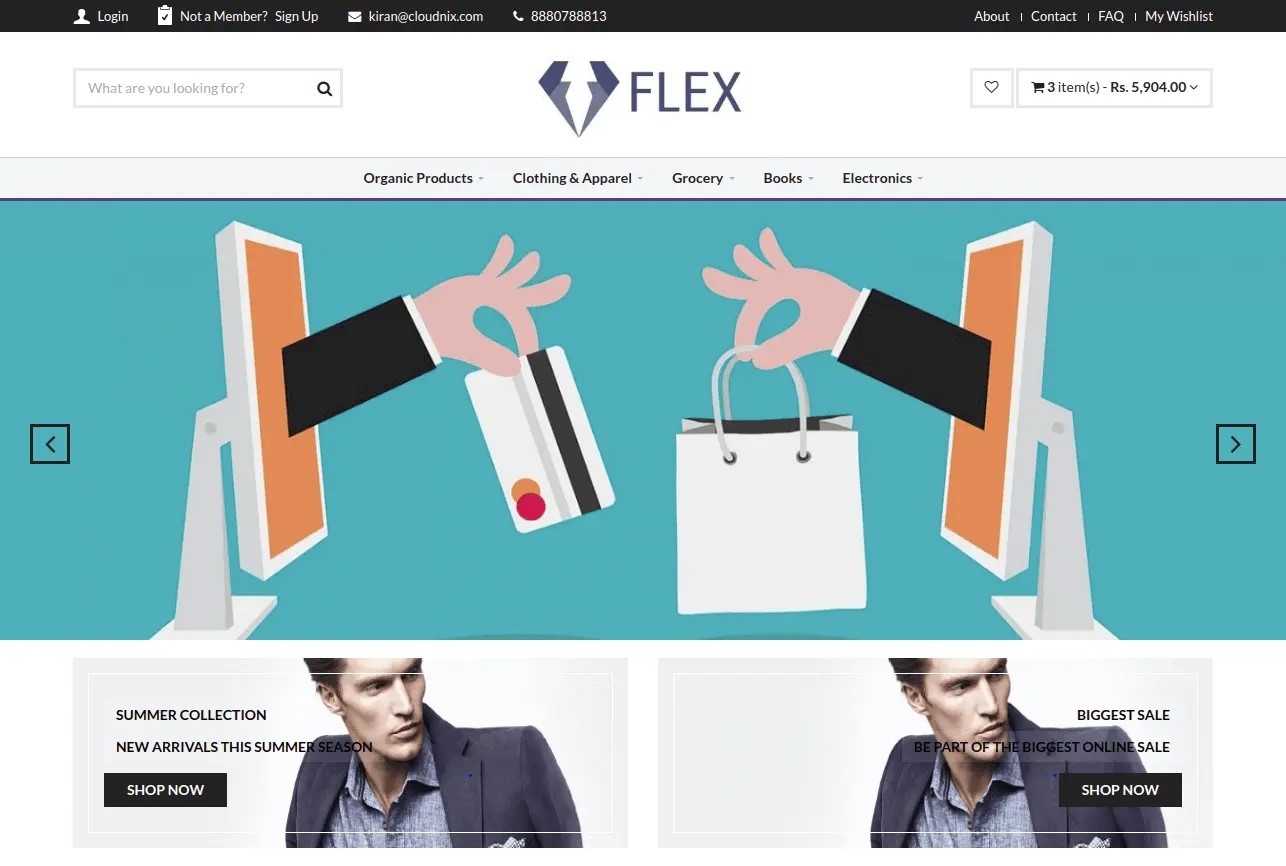 Login Not a Member? Sign Up kiran@cloudnix.com 8880788813 About Contact FAQ My Wishlist
What are you looking for?
FLEX
3 item(s) - Rs. 5,904.00
Organic Products Clothing & Apparel Grocery Books Electronics
SUMMER COLLECTION
NEW ARRIVALS THIS SUMMER SEASON
SHOP NOW
BIGGEST SALE
BE PART OF THE BIGGEST ONLINE SALE
SHOP NOW